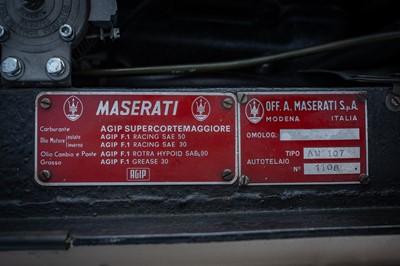 MASERATI
Carburante AGIP SUPERCORTEMAGGIORE
Olio Motore estate AGIP F.1 RACING SAE 50
inverno AGIP F.1 RACING SAE 30
Olio Cambio e Ponte AGIP F.1 ROTRA HYPOID SAE 90
Grasso AGIP F.1 GREASE 30
AGIP
OFF. A. MASERATI S.p.A.
MODENA ITALIA
OMOLOG.
TIPO AM 107
AUTOTELAIO
N° 1108